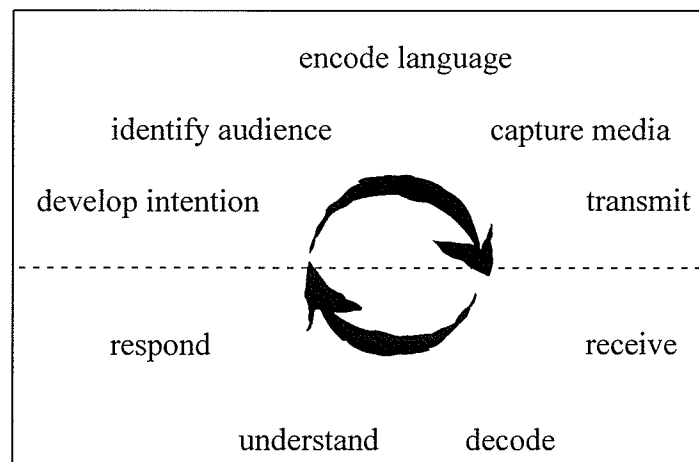 encode language
identify audience
capture media
develop intention
transmit
respond
receive
understand
decode